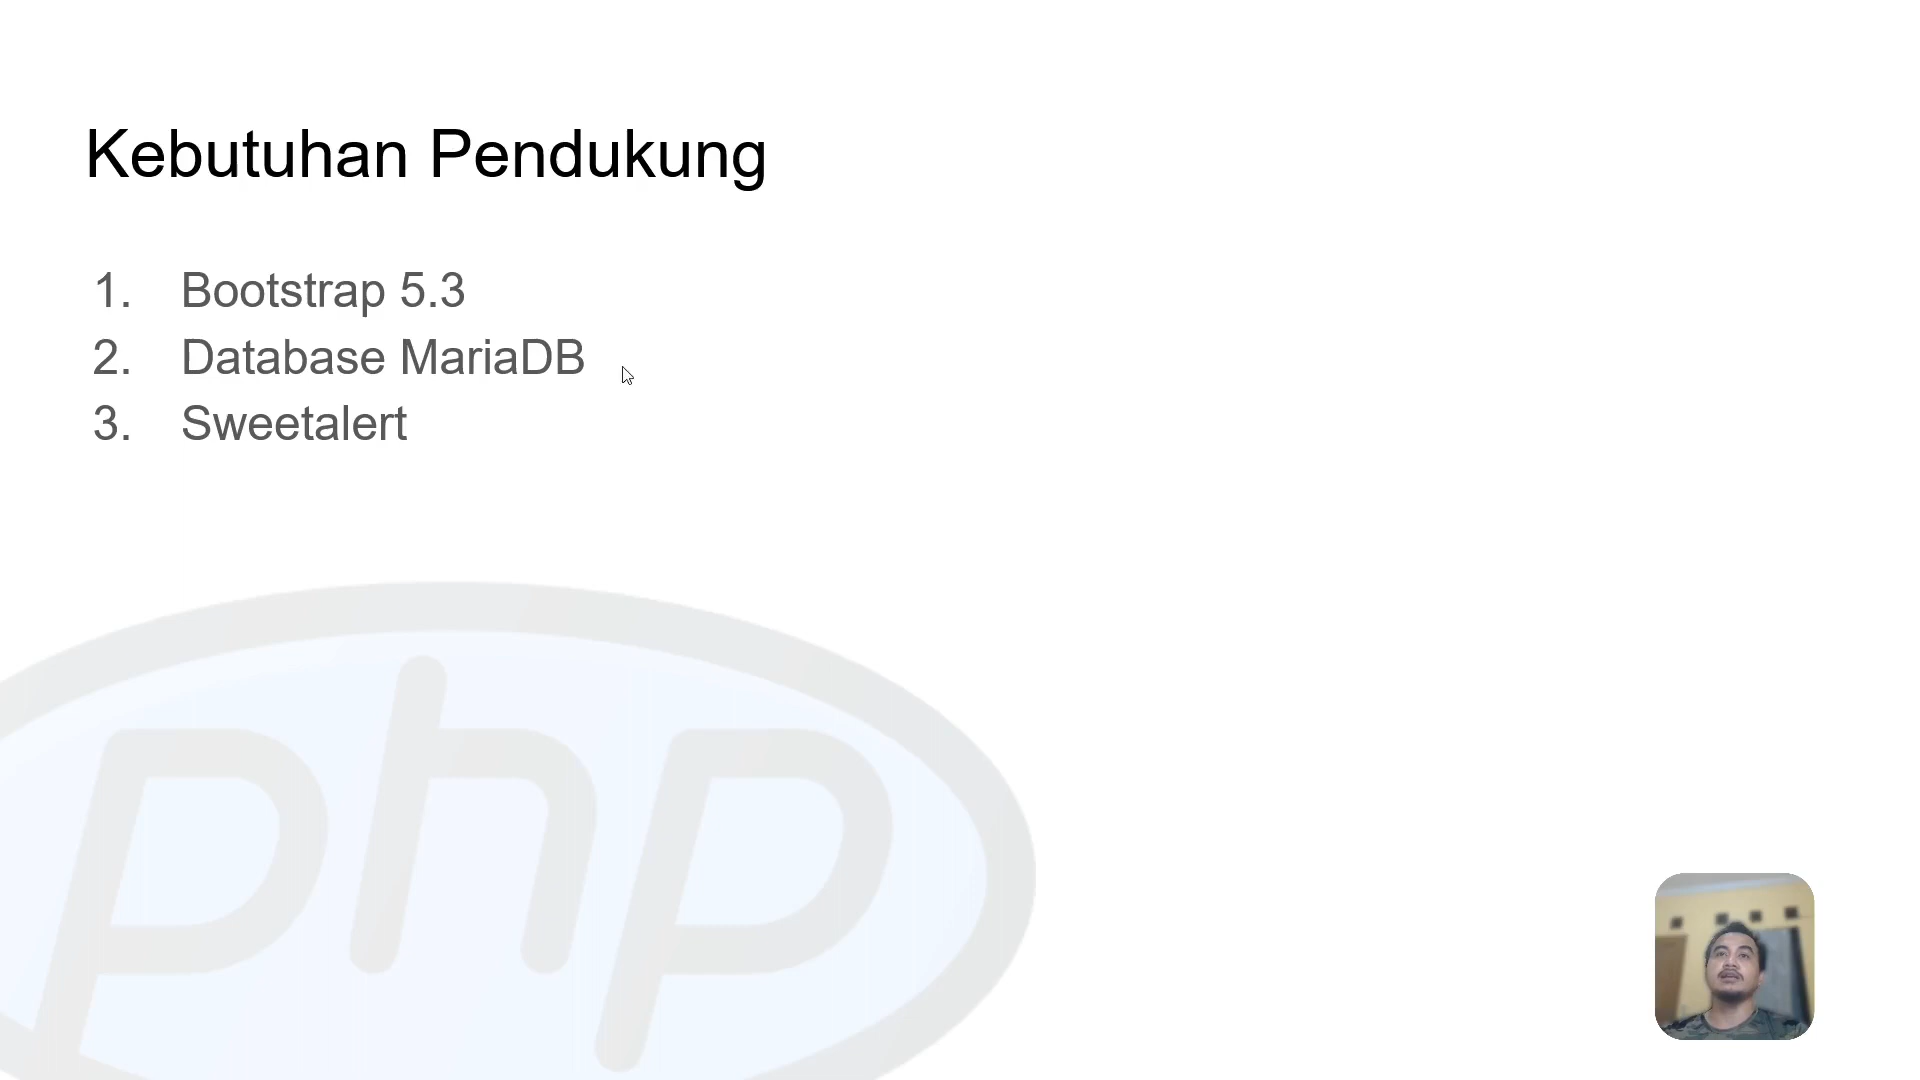 Kebutuhan Pendukung
1. Bootstrap 5.3
2. Database MariaDB
3. Sweetalert
php